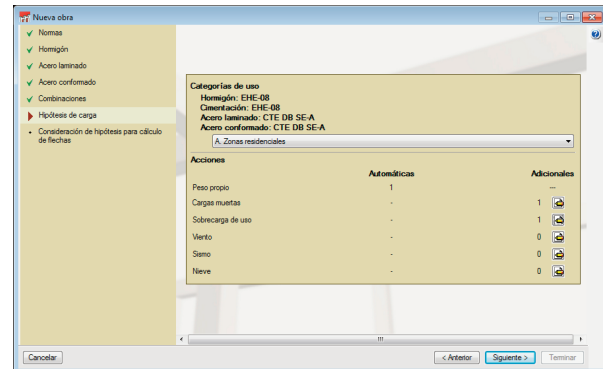 Nueva obra
Normas
Hormigón
Acero laminado
Acero conformado
Combinaciones
Hipótesis de carga
Consideración de hipótesis para cálculo
de flechas
Categorías de uso
Hormigón: EHE-08
Cimentación: EHE-08
Acero laminado: CTE DB SE-A
Acero conformado: CTE DB SE-A
A. Zonas residenciales
Acciones
Automáticas Adicionales
Peso propio 1 ---
Cargas muertas - 1
Sobrecarga de uso - 1
Viento - 0
Sismo - 0
Nieve - 0
Cancelar < Anterior Siguiente > Terminar